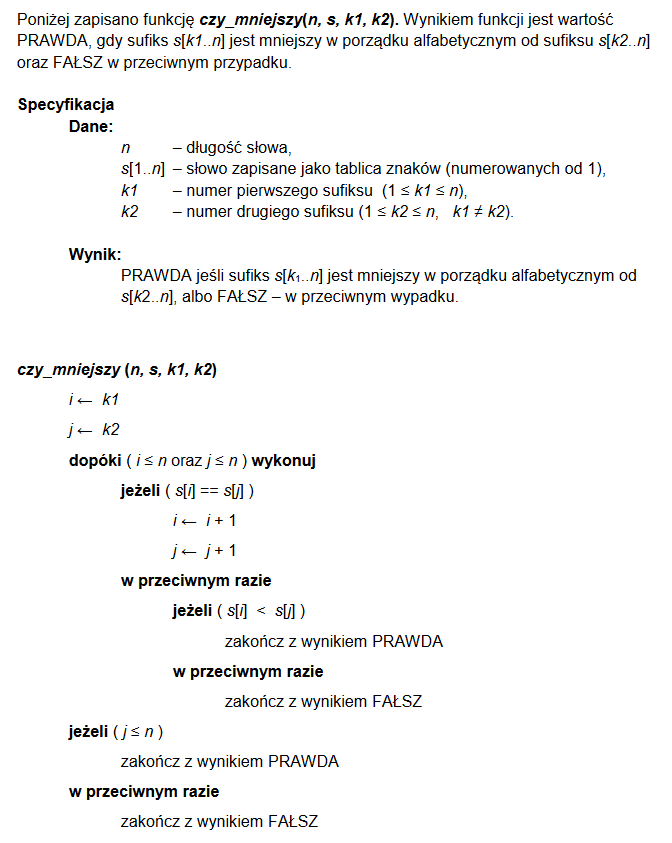 Poniżej zapisano funkcję czy_mniejszy(n, s, k1, k2). Wynikiem funkcji jest wartość
PRAWDA, gdy sufiks s[k1..n] jest mniejszy w porządku alfabetycznym od sufiksu s[k2..n]
oraz FAŁSZ w przeciwnym przypadku.
Specyfikacja
Dane:
n – długość słowa,
s[1..n] – słowo zapisane jako tablica znaków (numerowanych od 1),
k1 – numer pierwszego sufiksu (1 ≤ k1 ≤ n),
k2 – numer drugiego sufiksu (1 ≤ k2 ≤ n, k1 ≠ k2).
Wynik:
PRAWDA jeśli sufiks s[k₁..n] jest mniejszy w porządku alfabetycznym od
s[k2..n], albo FAŁSZ – w przeciwnym wypadku.
czy_mniejszy (n, s, k1, k2)
i ← k1
j ← k2
dopóki ( i ≤ n oraz j ≤ n ) wykonuj
jeżeli ( s[i] == s[j] )
i ← i + 1
j ← j + 1
w przeciwnym razie
jeżeli ( s[i] < s[j] )
zakończ z wynikiem PRAWDA
w przeciwnym razie
zakończ z wynikiem FAŁSZ
jeżeli ( j ≤ n )
zakończ z wynikiem PRAWDA
w przeciwnym razie
zakończ z wynikiem FAŁSZ